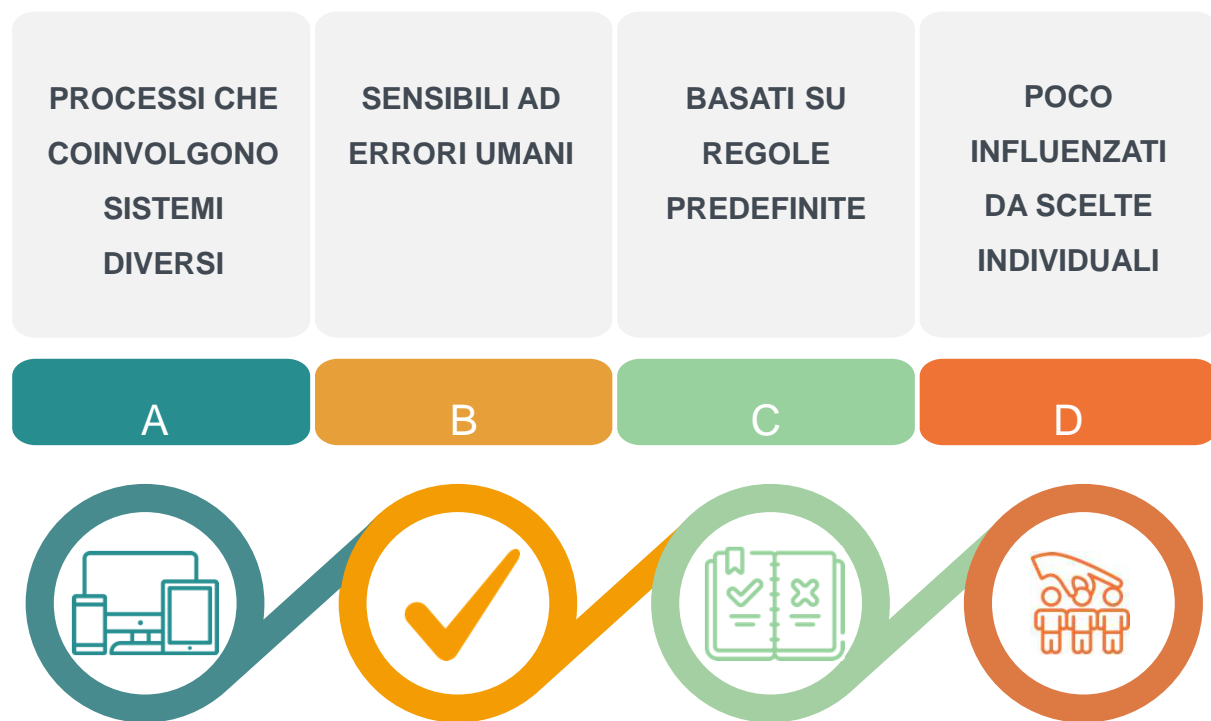 PROCESSI CHE
COINVOLGONO
SISTEMI
DIVERSI
SENSIBILI AD
ERRORI UMANI
BASATI SU
REGOLE
PREDEFINITE
POCO
INFLUENZATI
DA SCELTE
INDIVIDUALI
A
B
C
D